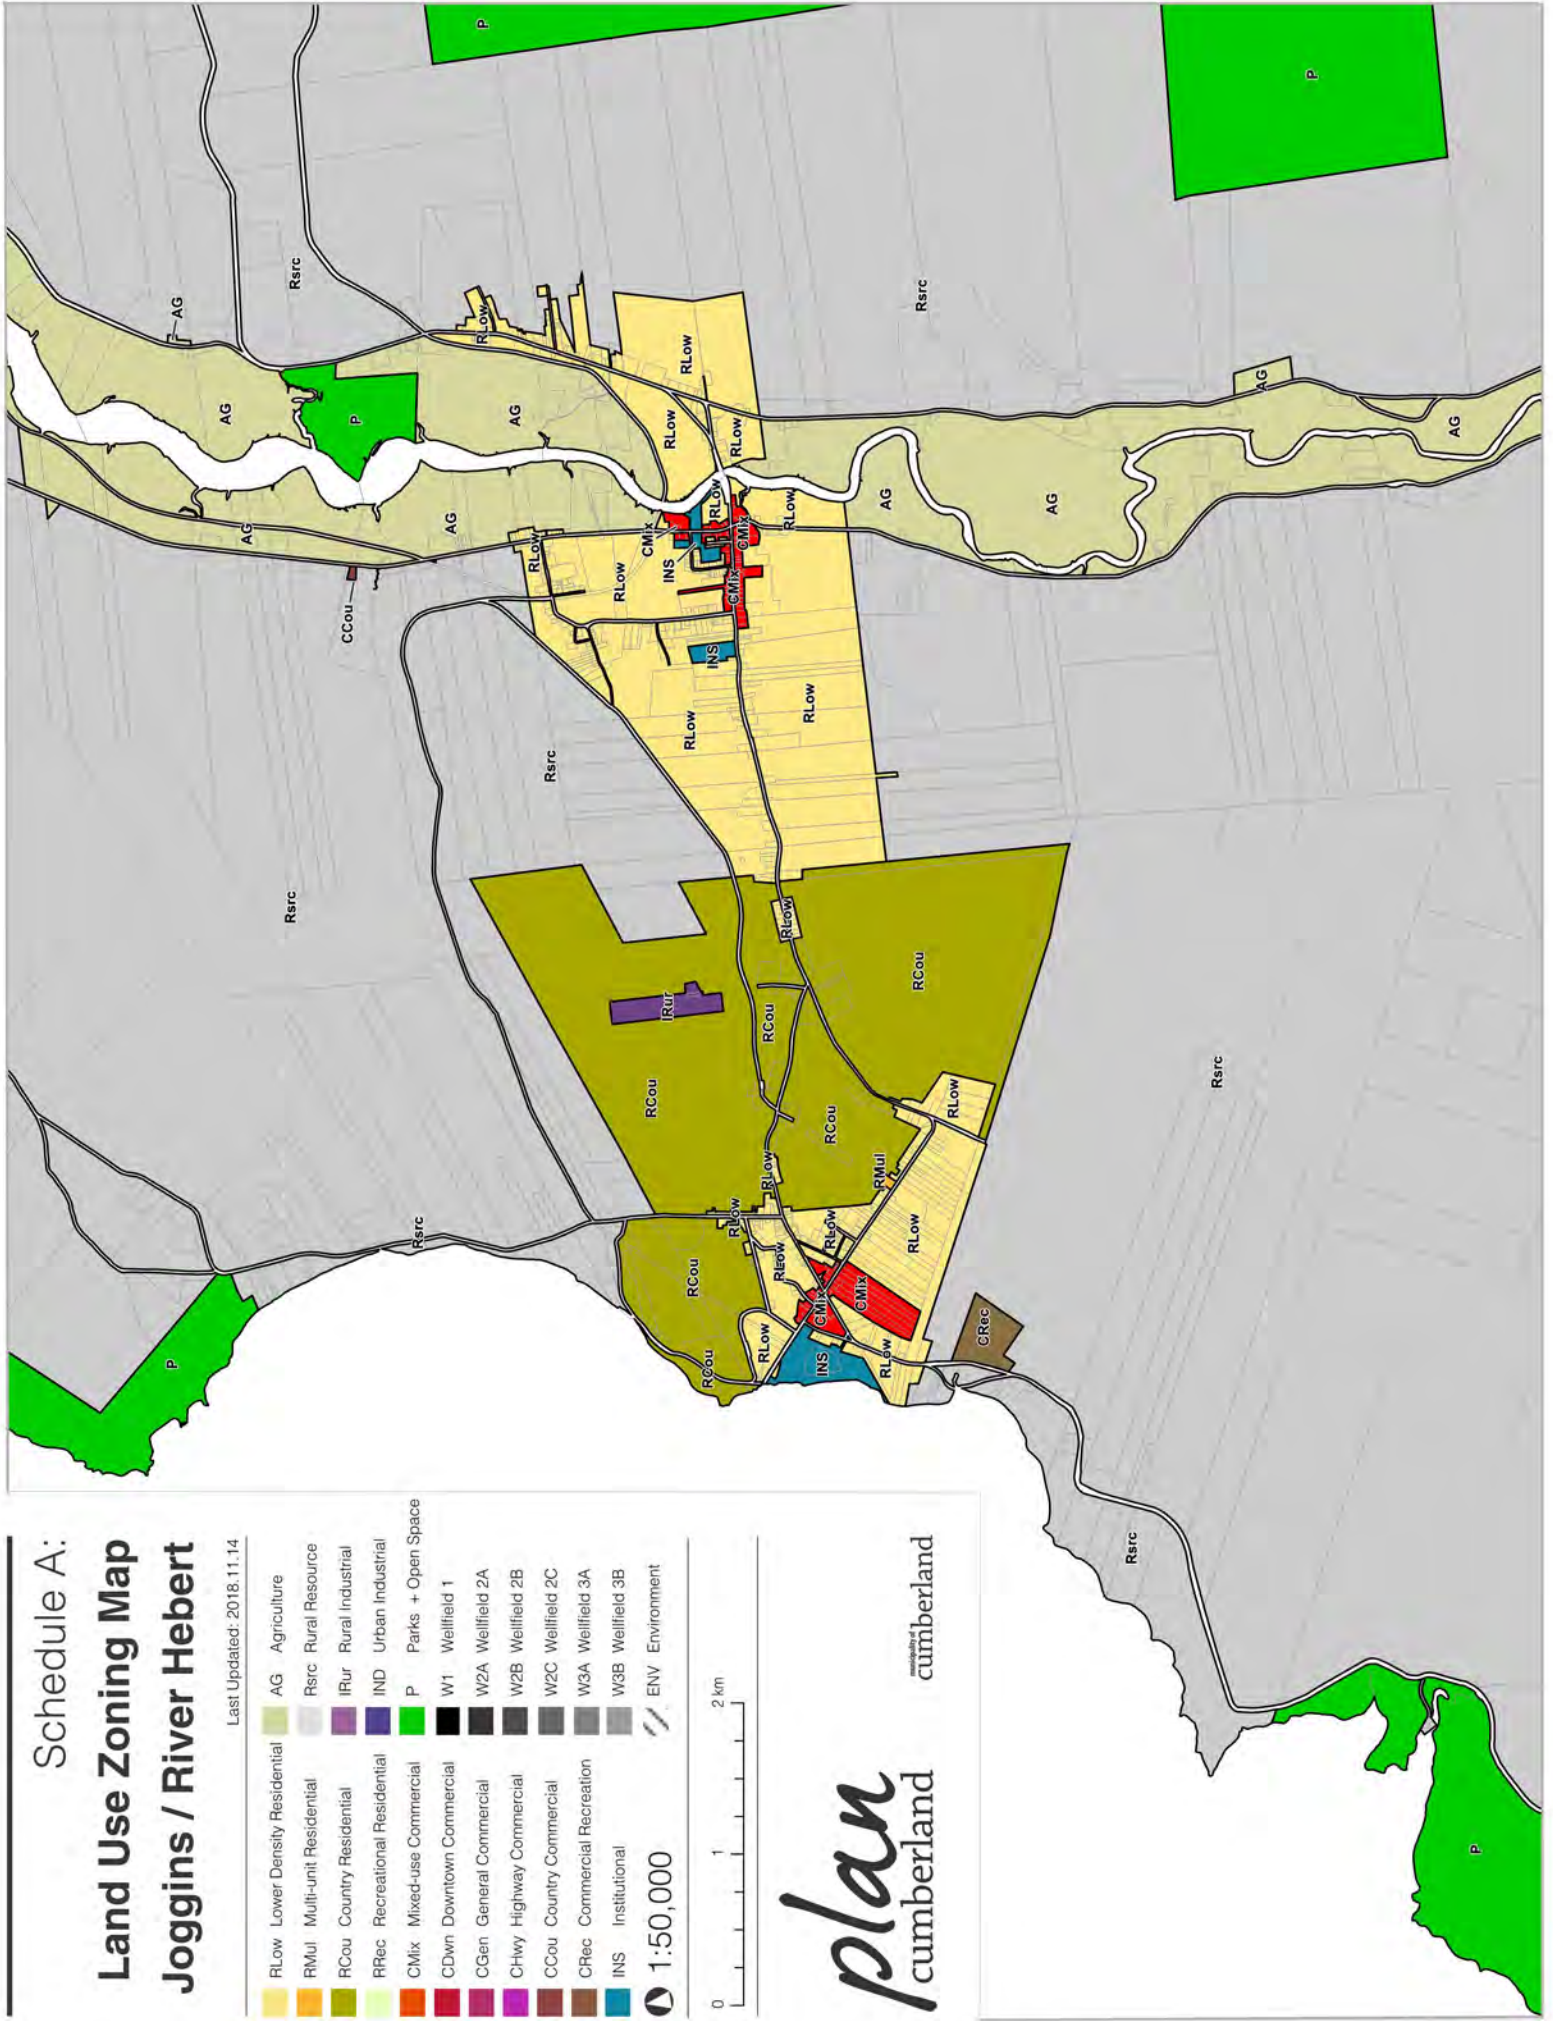 Schedule A:
Land Use Zoning Map
Joggins / River Hebert
Last Updated: 2018.11.14
RLow Lower Density Residential
RMul Multi-unit Residential
RCou Country Residential
RRec Recreational Residential
CMix Mixed-use Commercial
CDwn Downtown Commercial
CGen General Commercial
CHwy Highway Commercial
CCou Country Commercial
CRec Commercial Recreation
INS Institutional
AG Agriculture
Rsrc Rural Resource
IRur Rural Industrial
IND Urban Industrial
P Parks + Open Space
W1 Wellfield 1
W2A Wellfield 2A
W2B Wellfield 2B
W2C Wellfield 2C
W3A Wellfield 3A
W3B Wellfield 3B
ENV Environment
1:50,000
0 1 2 km
plan
cumberland
municipality of
cumberland
P
P
Rsrc
Rsrc
RCou
RCou
RLow
INS
RLow
CMix
CMix
RLow
RLow
RLow
RLow
RLow
RMul
RLow
CRec
Rsrc
Rsrc
RCou
RCou
RCou
RCou
IRur
RLow
Rsrc
Rsrc
CCou
RLow
RLow
RLow
RLow
INS
INS
CMix
CMix
CMix
RLow
RLow
AG
AG
AG
AG
P
AG
AG
Rsrc
RLow
RLow
RLow
RLow
AG
AG
AG
AG
Rsrc
P
P